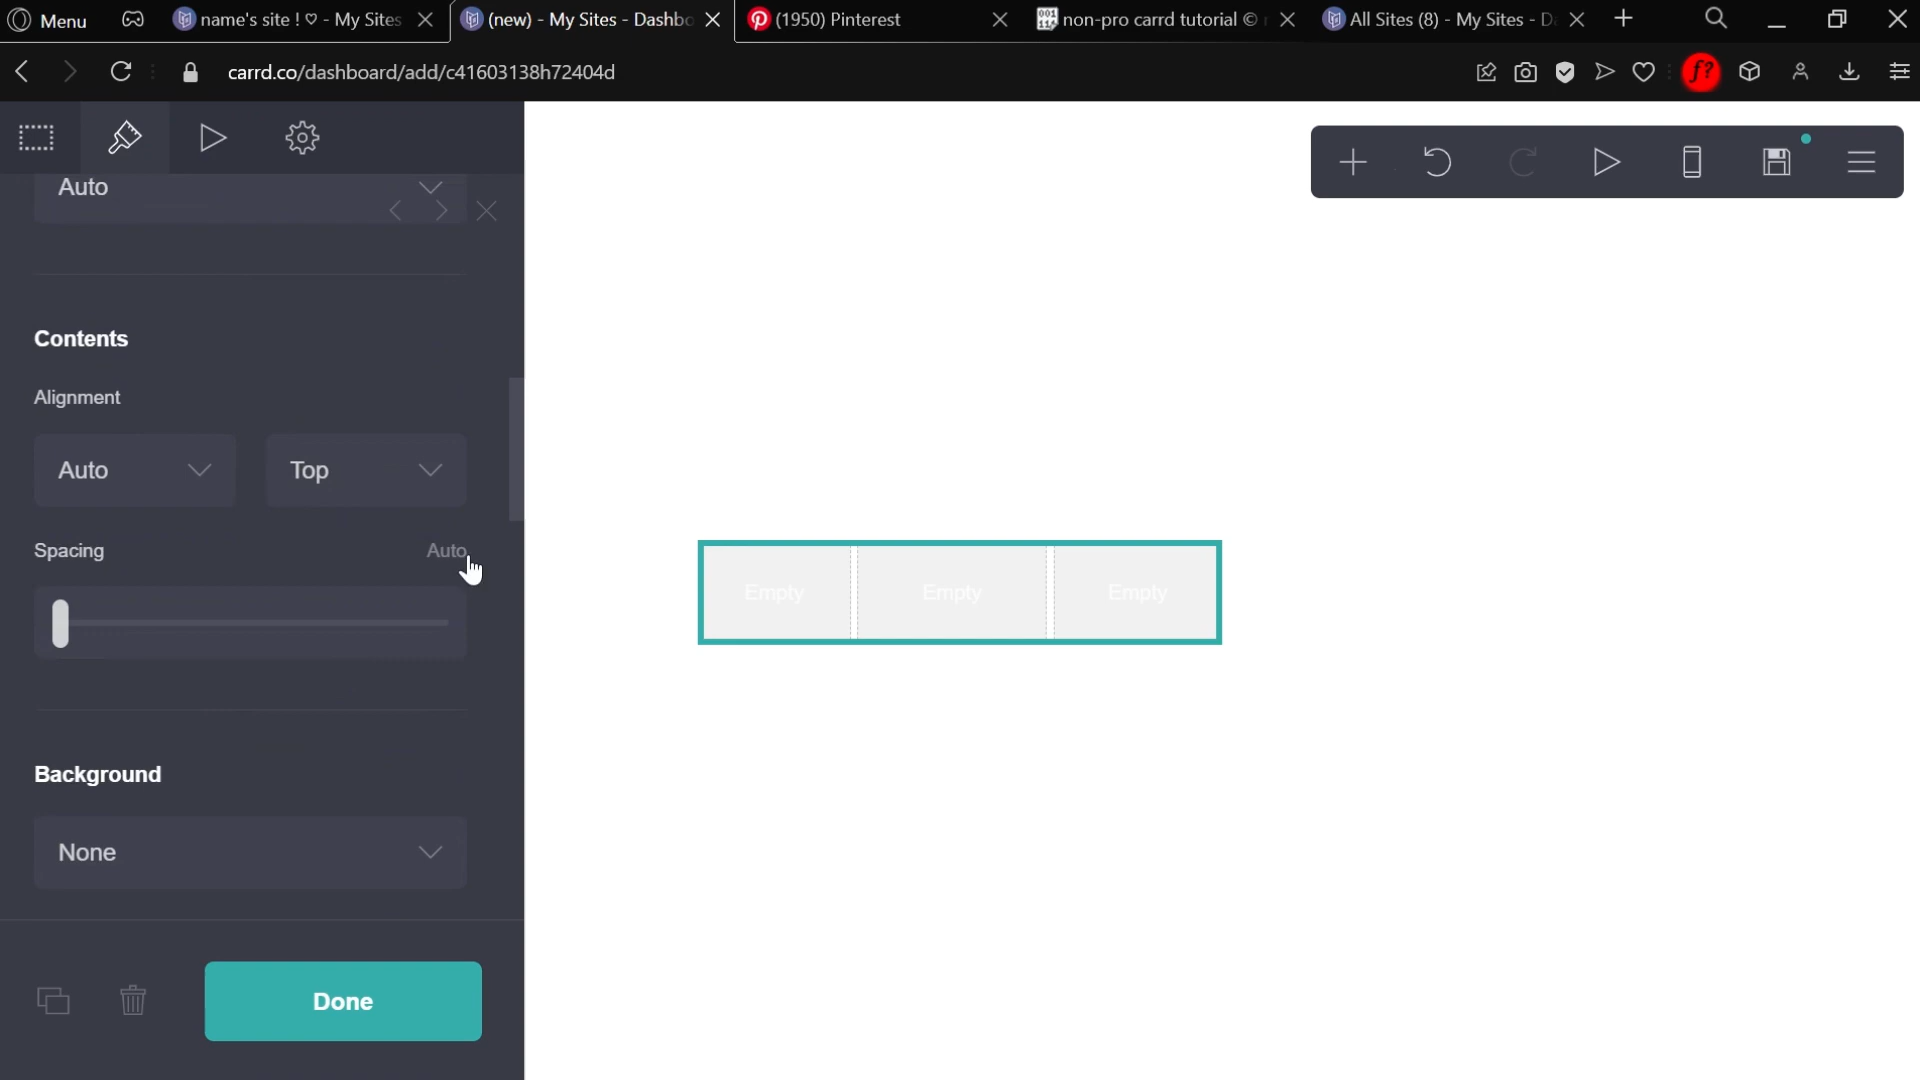 Menu
name's site ! ♡ - My Sites
(new) - My Sites - Dashbo
(1950) Pinterest
non-pro carrd tutorial ©
All Sites (8) - My Sites - D
carrd.co/dashboard/add/c41603138h72404d
f?
Auto
Contents
Alignment
Auto
Top
Spacing
Auto
Background
None
Done
Empty
Empty
Empty